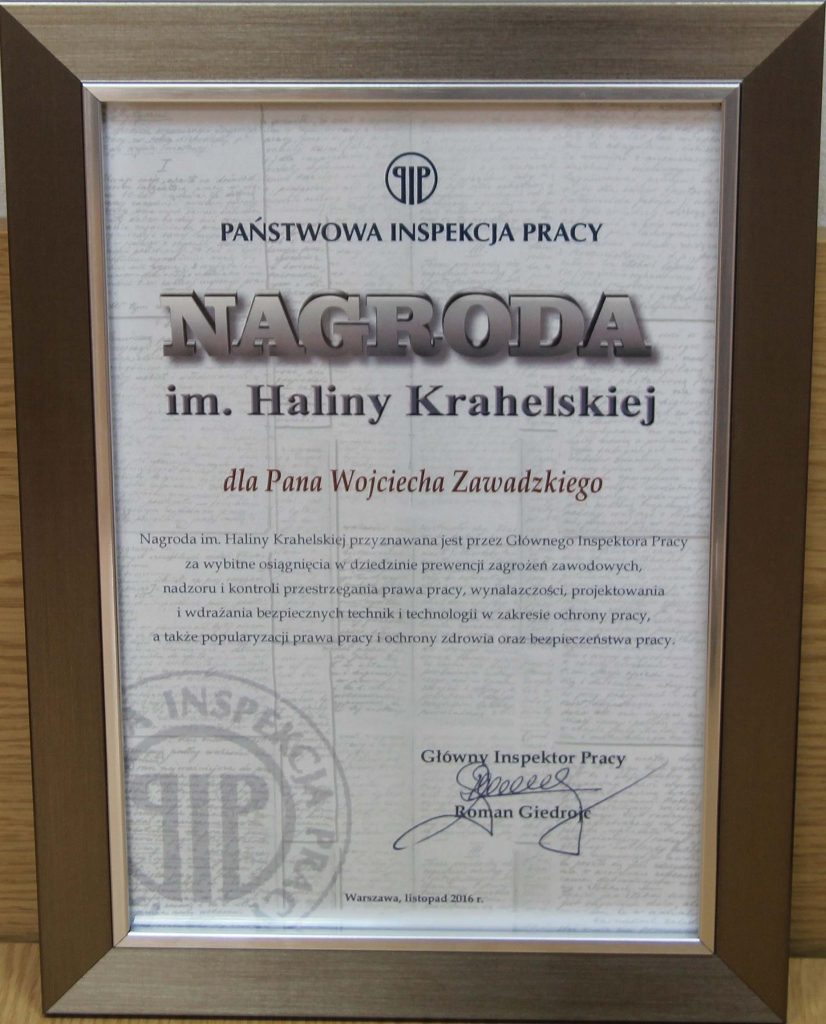 PIP
PAŃSTWOWA INSPEKCJA PRACY
NAGRODA
im. Haliny Krahelskiej
dla Pana Wojciecha Zawadzkiego
Nagroda im. Haliny Krahelskiej przyznawana jest przez Głównego Inspektora Pracy
za wybitne osiągnięcia w dziedzinie prewencji zagrożeń zawodowych,
nadzoru i kontroli przestrzegania prawa pracy, wynalazczości, projektowania
i wdrażania bezpiecznych technik i technologii w zakresie ochrony pracy,
a także popularyzacji prawa pracy i ochrony zdrowia oraz bezpieczeństwa pracy.
A INSPEKCJA PRAC
PIP
Główny Inspektor Pracy
Roman Giedrojć
Warszawa, listopad 2016 r.